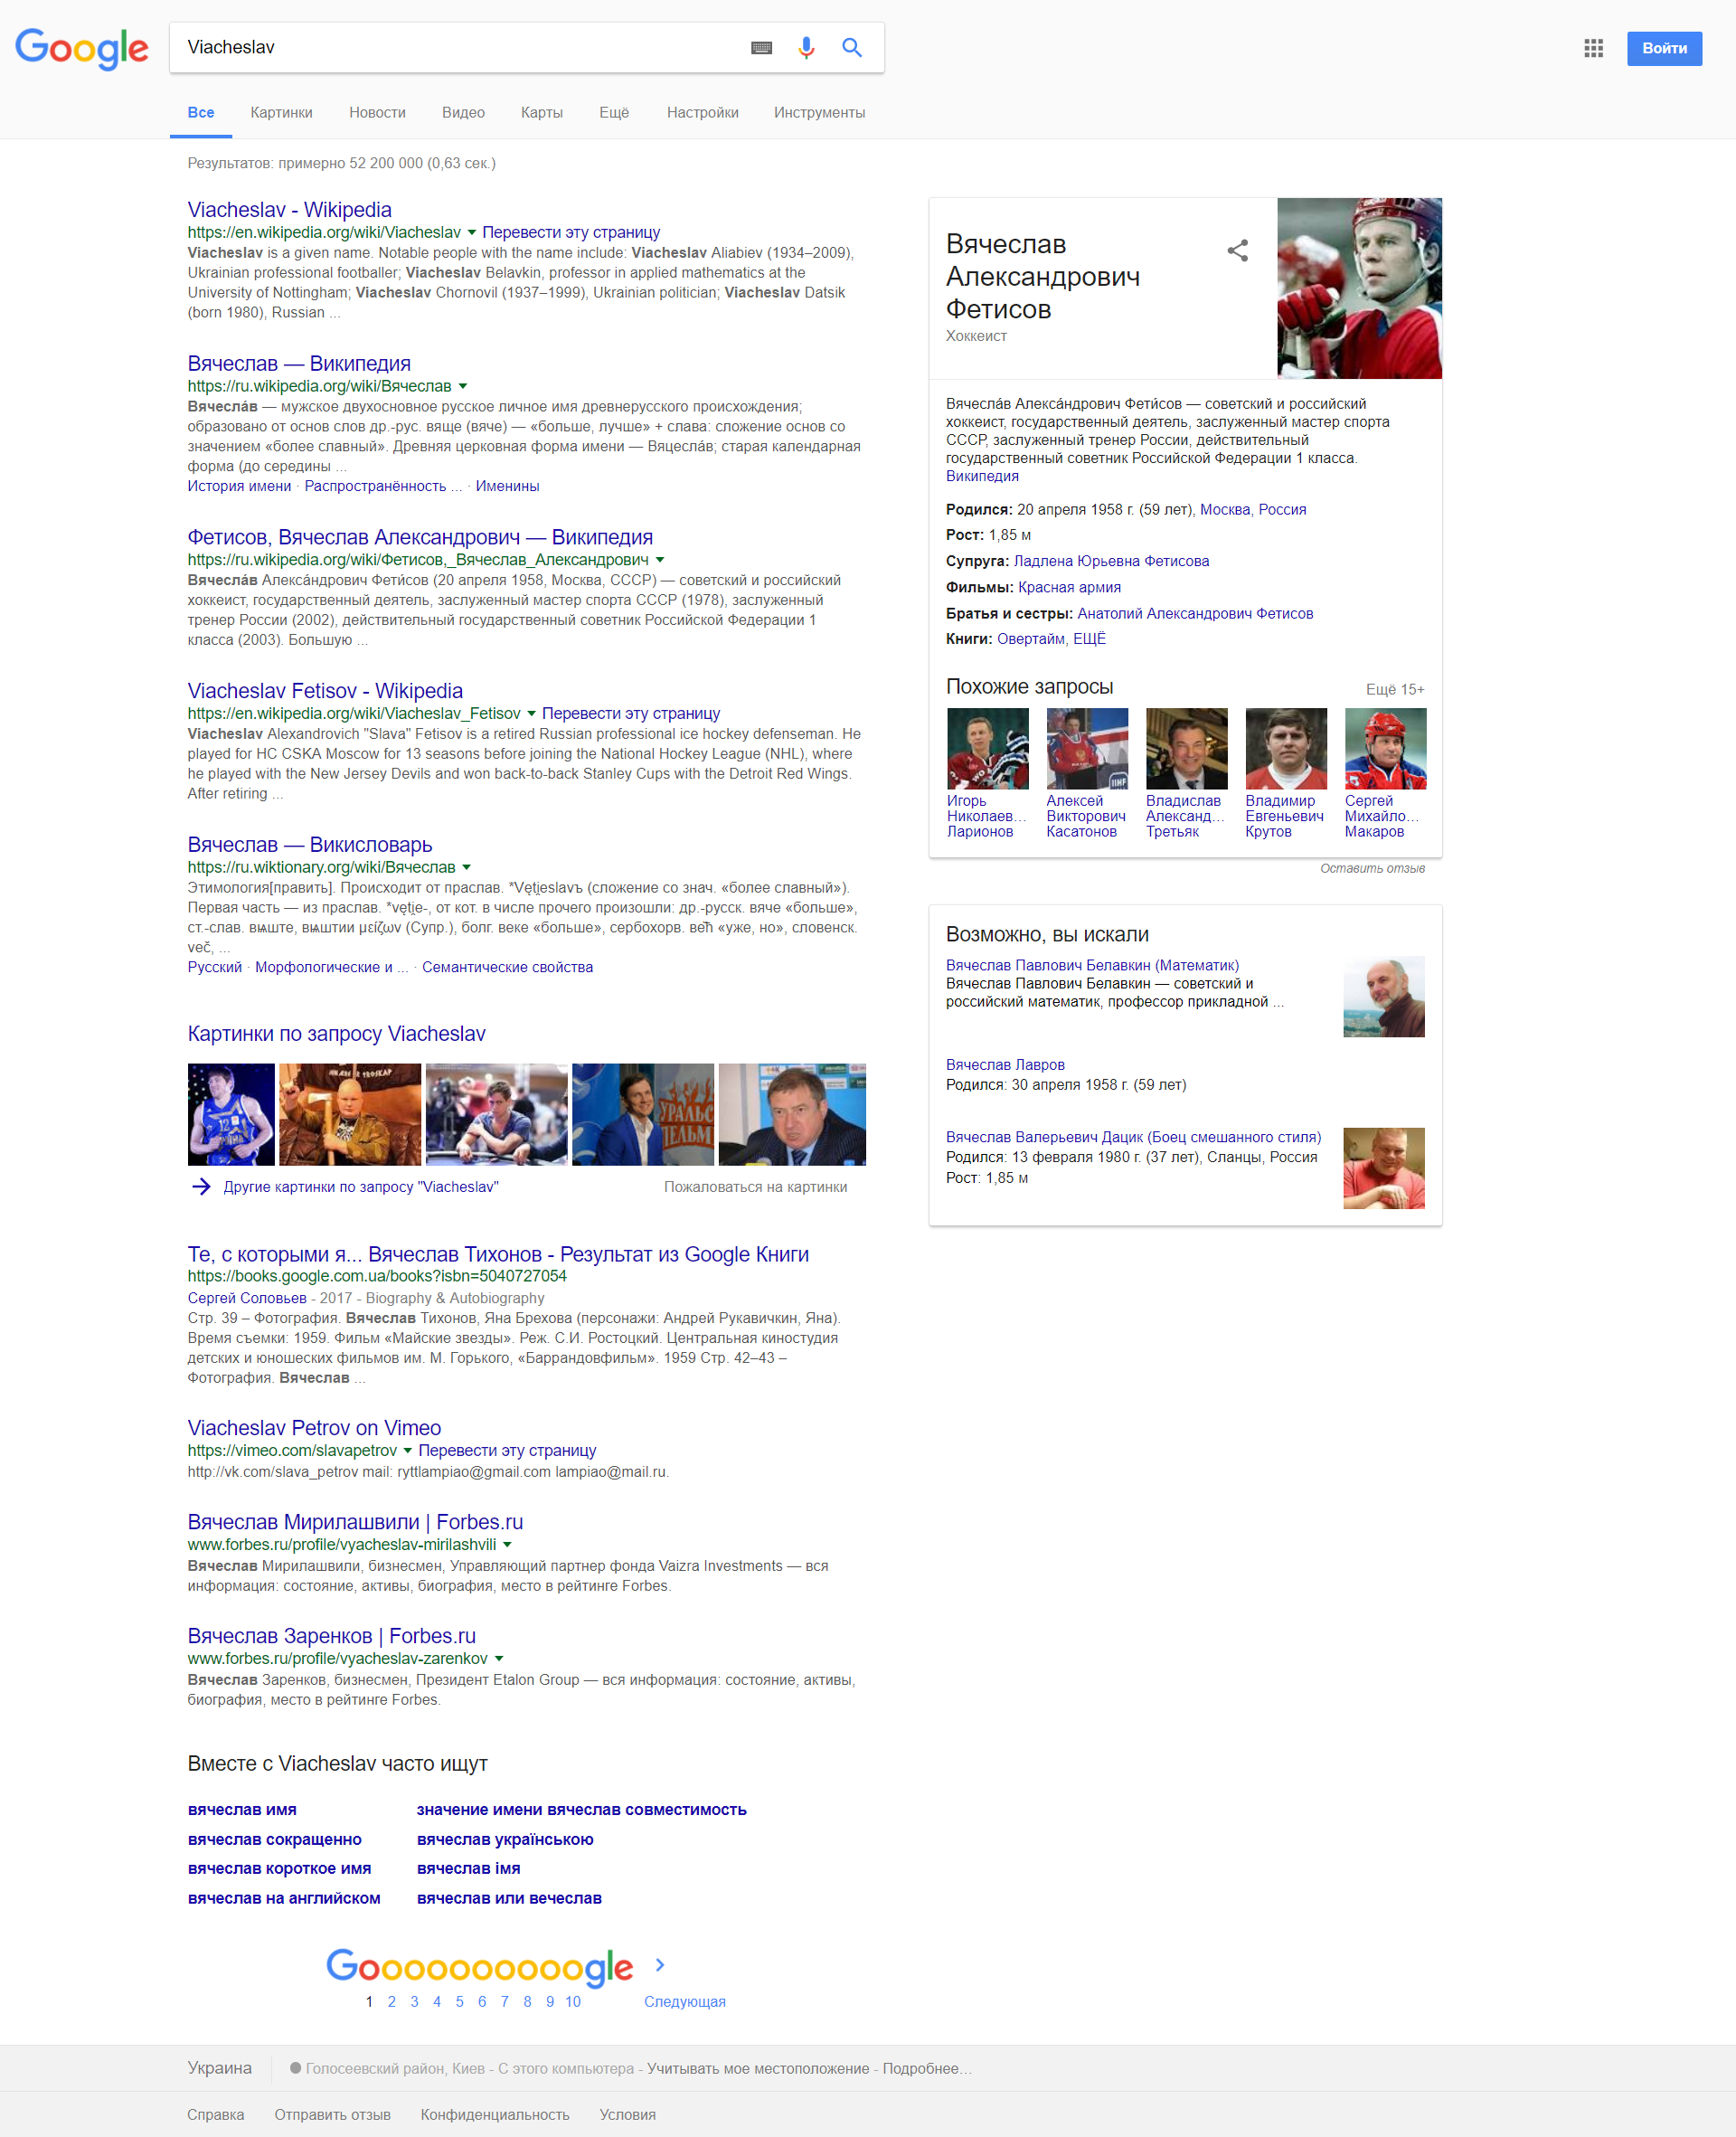 Google
Viacheslav
Войти
Все Картинки Новости Видео Карты Ещё Настройки Инструменты
Результатов: примерно 52 200 000 (0,63 сек.)
Viacheslav - Wikipedia
https://en.wikipedia.org/wiki/Viacheslav Перевести эту страницу
Viacheslav is a given name. Notable people with the name include: Viacheslav Aliabiev (1934–2009),
Ukrainian professional footballer; Viacheslav Belavkin, professor in applied mathematics at the
University of Nottingham; Viacheslav Chornovil (1937–1999), Ukrainian politician; Viacheslav Datsik
(born 1980), Russian ...
Вячеслав — Википедия
https://ru.wikipedia.org/wiki/Вячеслав
Вячесла́в — мужское двухосновное русское личное имя древнерусского происхождения;
образовано от основ слов др.-рус. вяще (вяче) — «больше, лучше» + слава: сложение основ со
значением «более славный». Древняя церковная форма имени — Вяцесла́в; старая календарная
форма (до середины ...
История имени · Распространённость ... · Именины
Фетисов, Вячеслав Александрович — Википедия
https://ru.wikipedia.org/wiki/Фетисов,_Вячеслав_Александрович
Вячесла́в Алекса́ндрович Фети́сов (20 апреля 1958, Москва, СССР) — советский и российский
хоккеист, государственный деятель, заслуженный мастер спорта СССР (1978), заслуженный
тренер России (2002), действительный государственный советник Российской Федерации 1
класса (2003). Большую ...
Viacheslav Fetisov - Wikipedia
https://en.wikipedia.org/wiki/Viacheslav_Fetisov Перевести эту страницу
Viacheslav Alexandrovich "Slava" Fetisov is a retired Russian professional ice hockey defenseman. He
played for HC CSKA Moscow for 13 seasons before joining the National Hockey League (NHL), where
he played with the New Jersey Devils and won back-to-back Stanley Cups with the Detroit Red Wings.
After retiring ...
Вячеслав — Викисловарь
https://ru.wiktionary.org/wiki/Вячеслав
Этимология[править]. Происходит от праслав. *Vęti̯eslavъ (сложение со знач. «более славный»).
Первая часть — из праслав. *vęti̯e-, от кот. в числе прочего произошли: др.-русск. вяче «больше»,
ст.-слав. вѩште, вѩштии μείζων (Супр.), болг. веке «больше», сербохорв. већ «уже, но», словенск.
več, ...
Русский · Морфологические и ... · Семантические свойства
Картинки по запросу Viacheslav
12
УРАЛЬС
ПЕЛЬМ
Другие картинки по запросу "Viacheslav" Пожаловаться на картинки
Те, с которыми я... Вячеслав Тихонов - Результат из Google Книги
https://books.google.com.ua/books?isbn=5040727054
Сергей Соловьев - 2017 - Biography & Autobiography
Стр. 39 – Фотография. Вячеслав Тихонов, Яна Брехова (персонажи: Андрей Рукавичкин, Яна).
Время съемки: 1959. Фильм «Майские звезды». Реж. С.И. Ростоцкий. Центральная киностудия
детских и юношеских фильмов им. М. Горького, «Баррандовфильм». 1959 Стр. 42–43 –
Фотография. Вячеслав ...
Viacheslav Petrov on Vimeo
https://vimeo.com/slavapetrov Перевести эту страницу
http://vk.com/slava_petrov mail: ryttlampiao@gmail.com lampiao@mail.ru.
Вячеслав Мирилашвили | Forbes.ru
www.forbes.ru/profile/vyacheslav-mirilashvili
Вячеслав Мирилашвили, бизнесмен, Управляющий партнер фонда Vaizra Investments — вся
информация: состояние, активы, биография, место в рейтинге Forbes.
Вячеслав Заренков | Forbes.ru
www.forbes.ru/profile/vyacheslav-zarenkov
Вячеслав Заренков, бизнесмен, Президент Etalon Group — вся информация: состояние, активы,
биография, место в рейтинге Forbes.
Вместе с Viacheslav часто ищут
вячеслав имя значение имени вячеслав совместимость
вячеслав сокращенно вячеслав українською
вячеслав короткое имя вячеслав імя
вячеслав на английском вячеслав или вечеслав
Goooooooooogle
1 2 3 4 5 6 7 8 9 10 Следующая
Вячеслав
Александрович
Фетисов
Хоккеист
Вячесла́в Алекса́ндрович Фети́сов — советский и российский
хоккеист, государственный деятель, заслуженный мастер спорта
СССР, заслуженный тренер России, действительный
государственный советник Российской Федерации 1 класса.
Википедия
Родился: 20 апреля 1958 г. (59 лет), Москва, Россия
Рост: 1,85 м
Супруга: Ладлена Юрьевна Фетисова
Фильмы: Красная армия
Братья и сестры: Анатолий Александрович Фетисов
Книги: Овертайм, ЕЩЁ
Похожие запросы Ещё 15+
Игорь Алексей Владислав Владимир Сергей
Николаев... Викторович Александ... Евгеньевич Михайло...
Ларионов Касатонов Третьяк Крутов Макаров
Оставить отзыв
Возможно, вы искали
Вячеслав Павлович Белавкин (Математик)
Вячеслав Павлович Белавкин — советский и
российский математик, профессор прикладной ...
Вячеслав Лавров
Родился: 30 апреля 1958 г. (59 лет)
Вячеслав Валерьевич Дацик (Боец смешанного стиля)
Родился: 13 февраля 1980 г. (37 лет), Сланцы, Россия
Рост: 1,85 м
Украина Голосеевский район, Киев - С этого компьютера - Учитывать мое местоположение - Подробнее...
Справка Отправить отзыв Конфиденциальность Условия